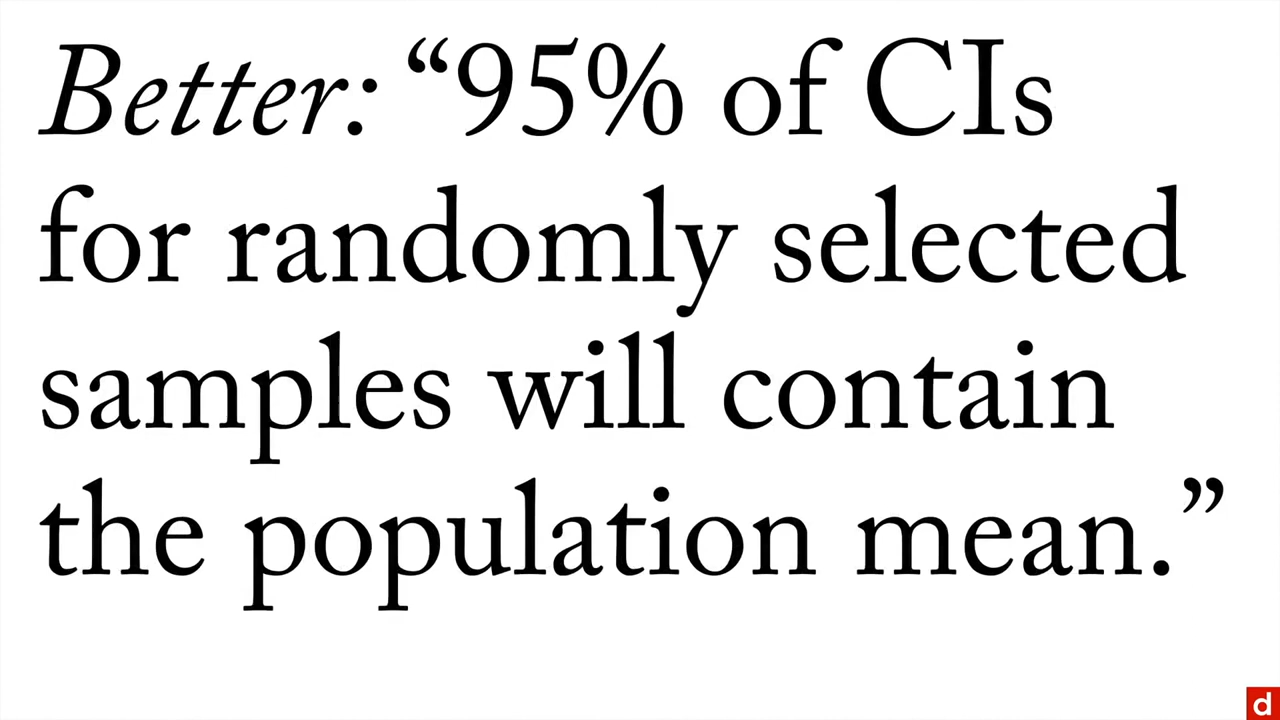 Better: “95% of CIs
for randomly selected
samples will contain
the population mean.”
d